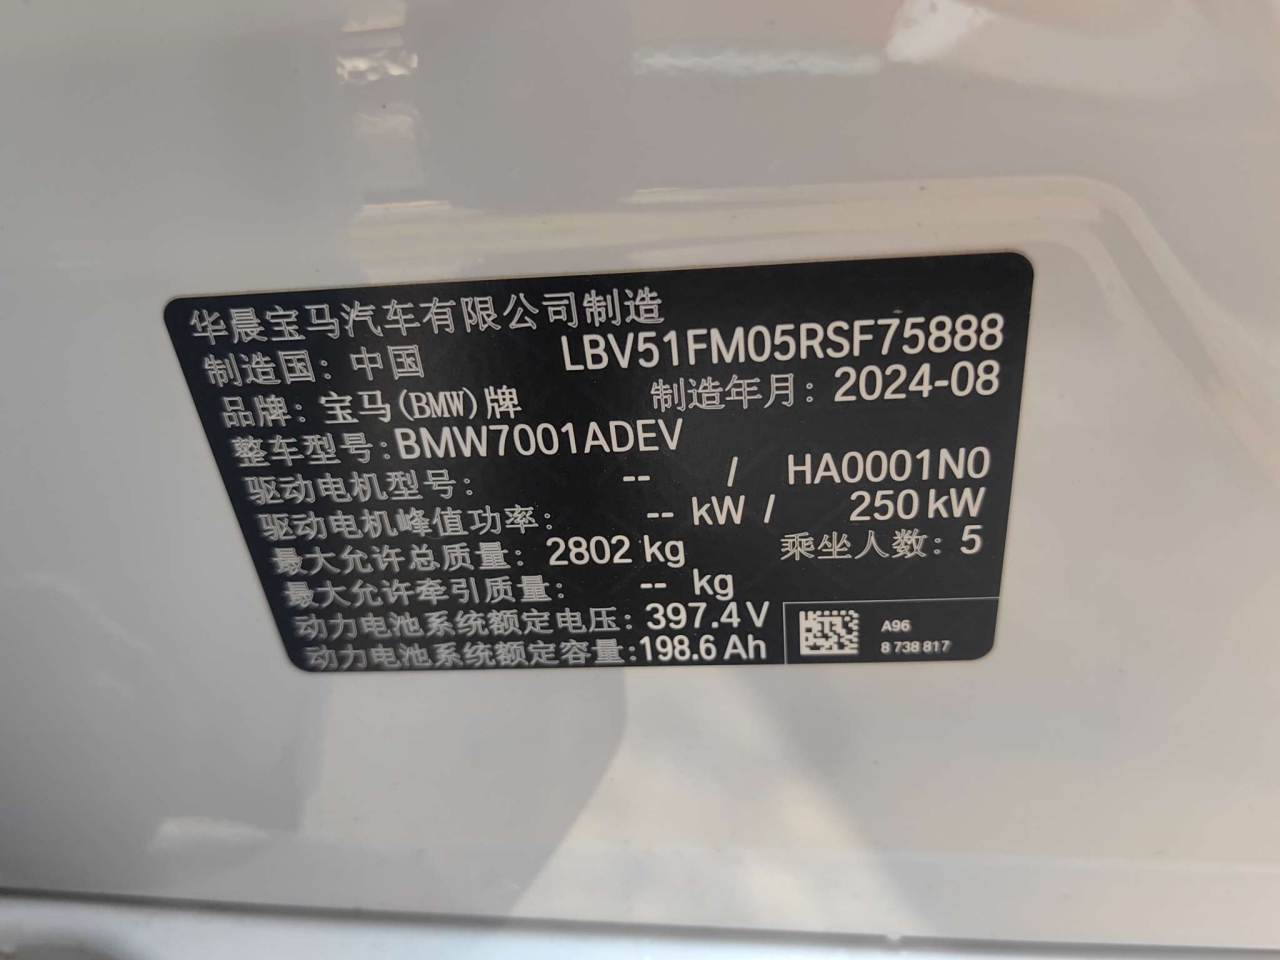 华晨宝马汽车有限公司制造
制造国：中国 LBV51FM05RSF75888
品牌：宝马(BMW)牌 制造年月：2024-08
整车型号：BMW7001ADEV
驱动电机型号： -- / HA0001N0
驱动电机峰值功率： -- kW / 250 kW
最大允许总质量：2802 kg 乘坐人数：5
最大允许牵引质量： -- kg
动力电池系统额定电压：397.4 V
动力电池系统额定容量：198.6 Ah
A96
8 738 817